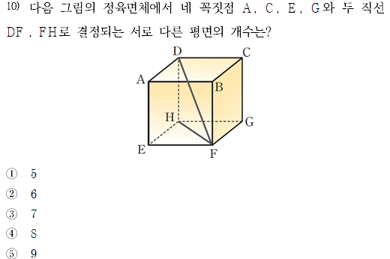 10) 다음 그림의 정육면체에서 네 꼭짓점 A, C, E, G와 두 직선
DF, FH로 결정되는 서로 다른 평면의 개수는?
D
C
A
B
H
G
E
F
① 5
② 6
③ 7
④ 8
⑤ 9